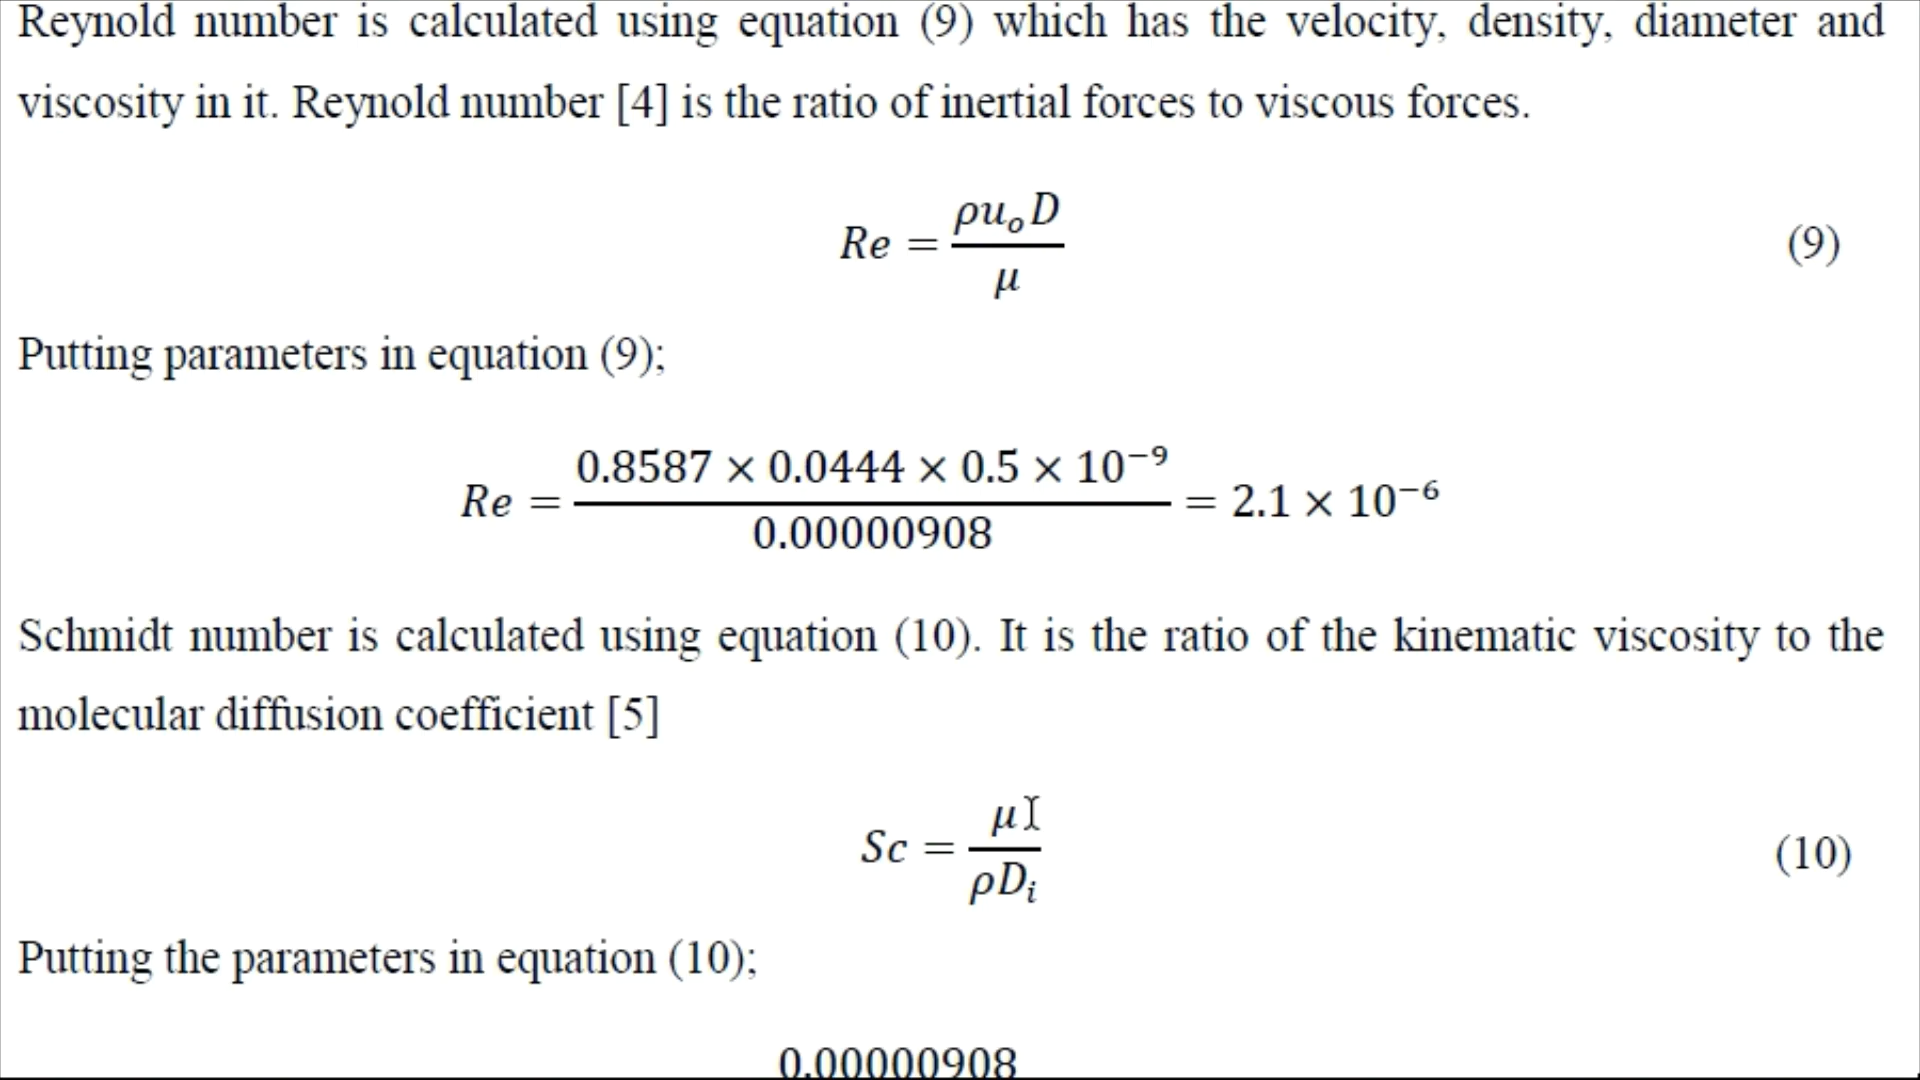 Reynold number is calculated using equation (9) which has the velocity, density, diameter and
viscosity in it. Reynold number [4] is the ratio of inertial forces to viscous forces.
Re = ρuₒD / μ (9)
Putting parameters in equation (9);
Re = 0.8587 × 0.0444 × 0.5 × 10⁻⁹ / 0.00000908 = 2.1 × 10⁻⁶
Schmidt number is calculated using equation (10). It is the ratio of the kinematic viscosity to the
molecular diffusion coefficient [5]
Sc = μ / ρDᵢ (10)
Putting the parameters in equation (10);
0.00000908